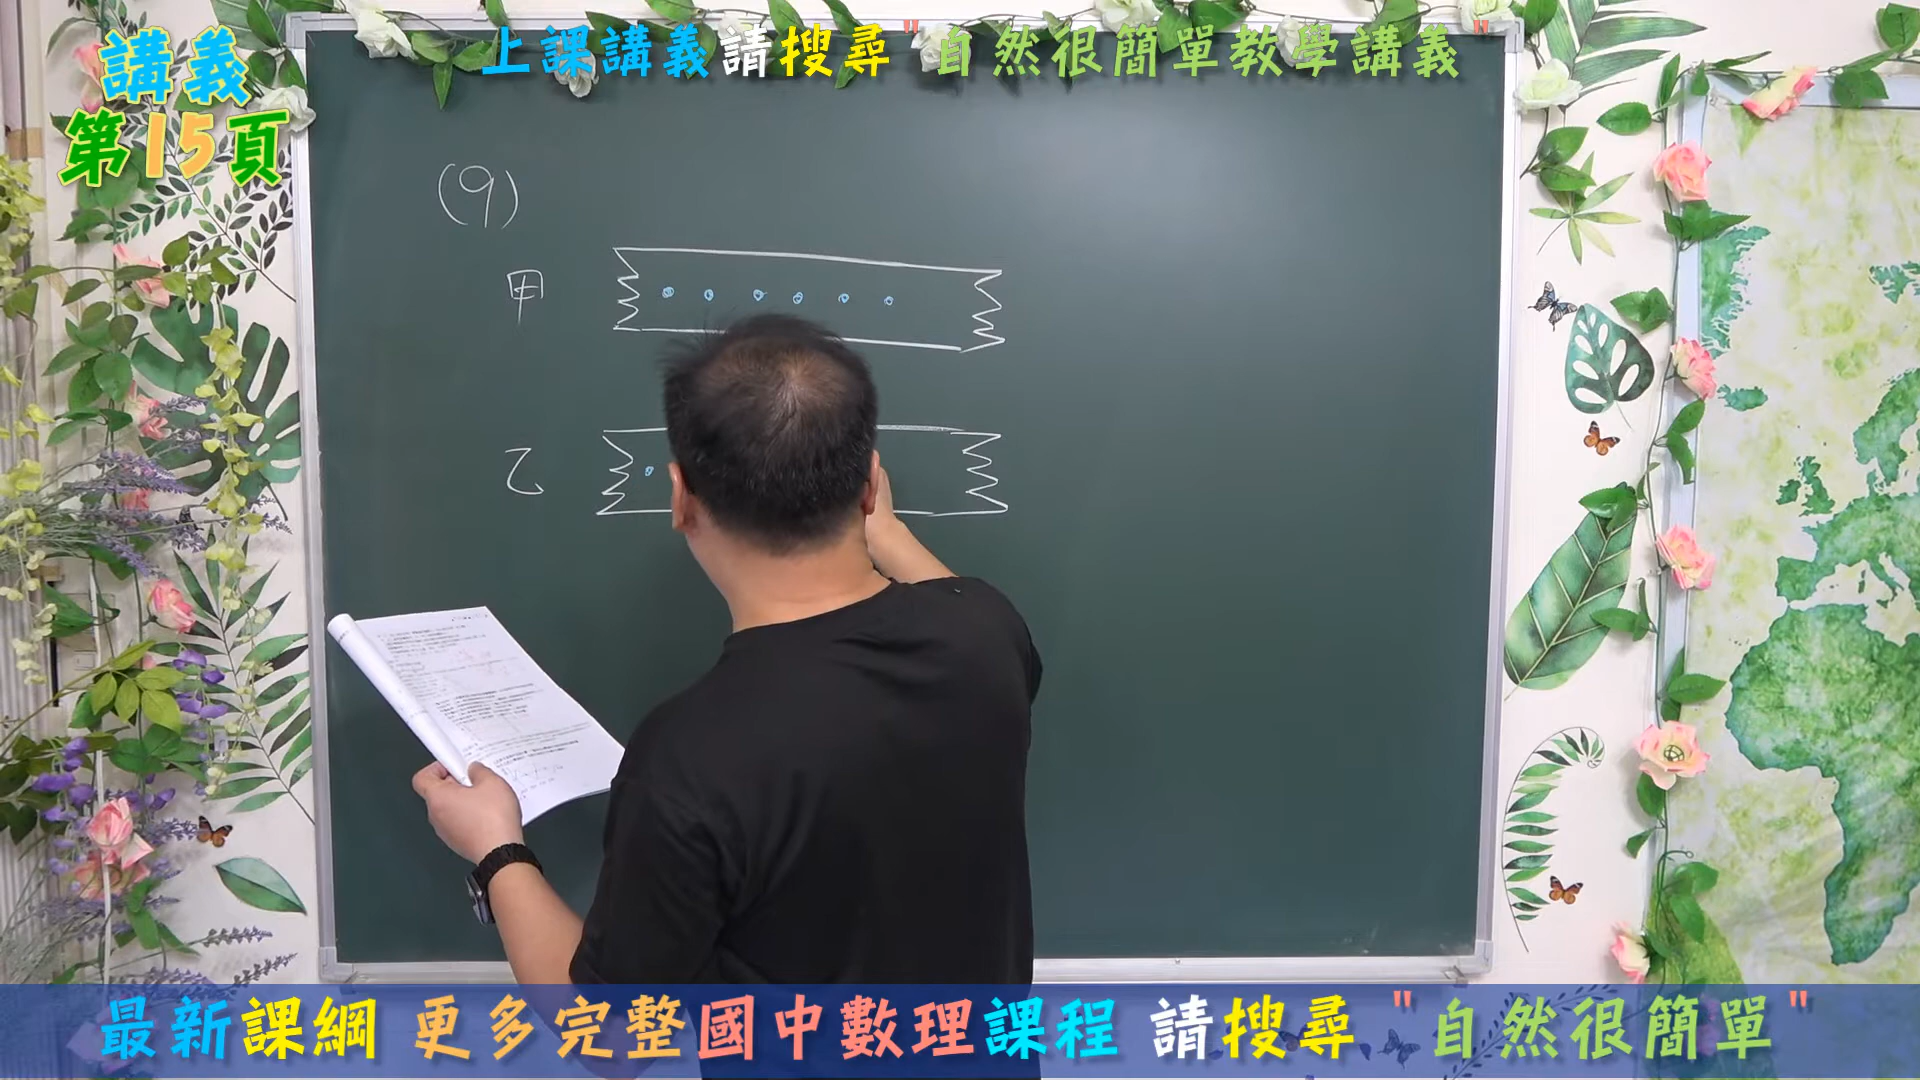 上課講義請搜尋"自然很簡單教學講義"
講義
第15頁
(9)
甲
乙
最新課綱 更多完整國中數理課程 請搜尋"自然很簡單"